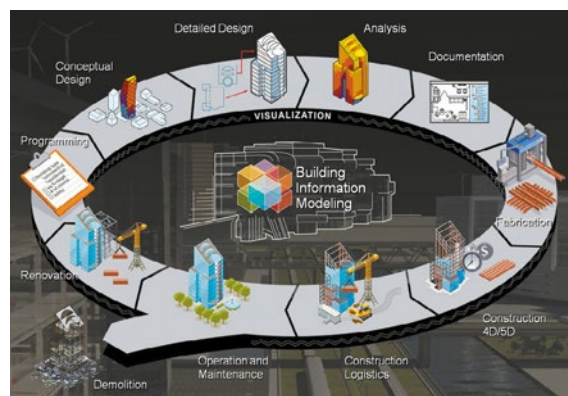 Detailed Design
Analysis
Conceptual
Design
Documentation
VISUALIZATION
Programming
Building
Information
Modeling
Fabrication
Renovation
$
Construction
4D/5D
Operation and
Maintenance
Construction
Logistics
Demolition